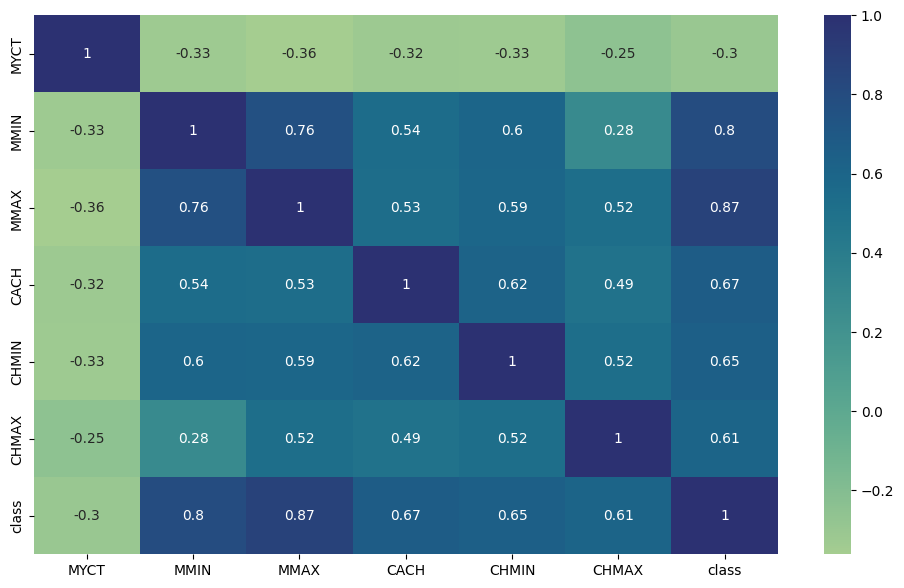 MYCT 1 -0.33 -0.36 -0.32 -0.33 -0.25 -0.3
MMIN -0.33 1 0.76 0.54 0.6 0.28 0.8
MMAX -0.36 0.76 1 0.53 0.59 0.52 0.87
CACH -0.32 0.54 0.53 1 0.62 0.49 0.67
CHMIN -0.33 0.6 0.59 0.62 1 0.52 0.65
CHMAX -0.25 0.28 0.52 0.49 0.52 1 0.61
class -0.3 0.8 0.87 0.67 0.65 0.61 1
MYCT MMIN MMAX CACH CHMIN CHMAX class
1.0
0.8
0.6
0.4
0.2
0.0
−0.2